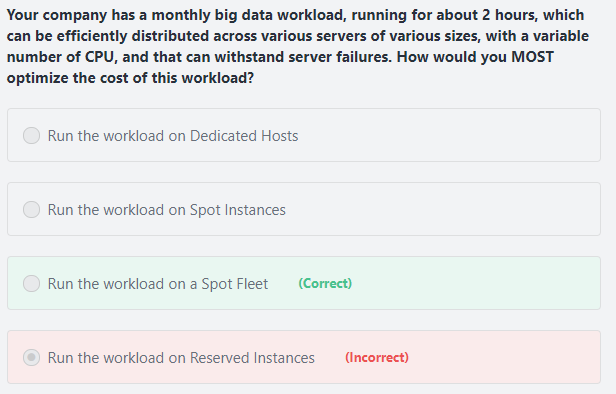 Your company has a monthly big data workload, running for about 2 hours, which
can be efficiently distributed across various servers of various sizes, with a variable
number of CPU, and that can withstand server failures. How would you MOST
optimize the cost of this workload?
Run the workload on Dedicated Hosts
Run the workload on Spot Instances
Run the workload on a Spot Fleet (Correct)
Run the workload on Reserved Instances (Incorrect)